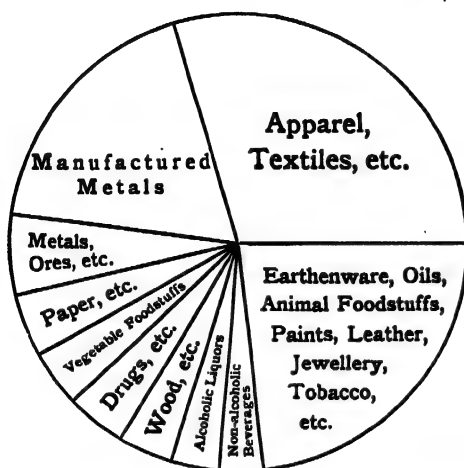 Apparel,
Textiles, etc.
Manufactured
Metals
Metals,
Ores, etc.
Paper, etc.
Vegetable Foodstuffs
Drugs, etc.
Wood, etc.
Alcoholic Liquors
Non-alcoholic
Beverages
Earthenware, Oils,
Animal Foodstuffs,
Paints, Leather,
Jewellery,
Tobacco,
etc.